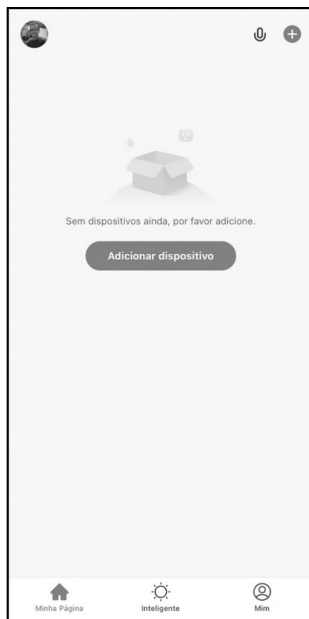 Sem dispositivos ainda, por favor adicione.
Adicionar dispositivo
Minha Página
Inteligente
Mim